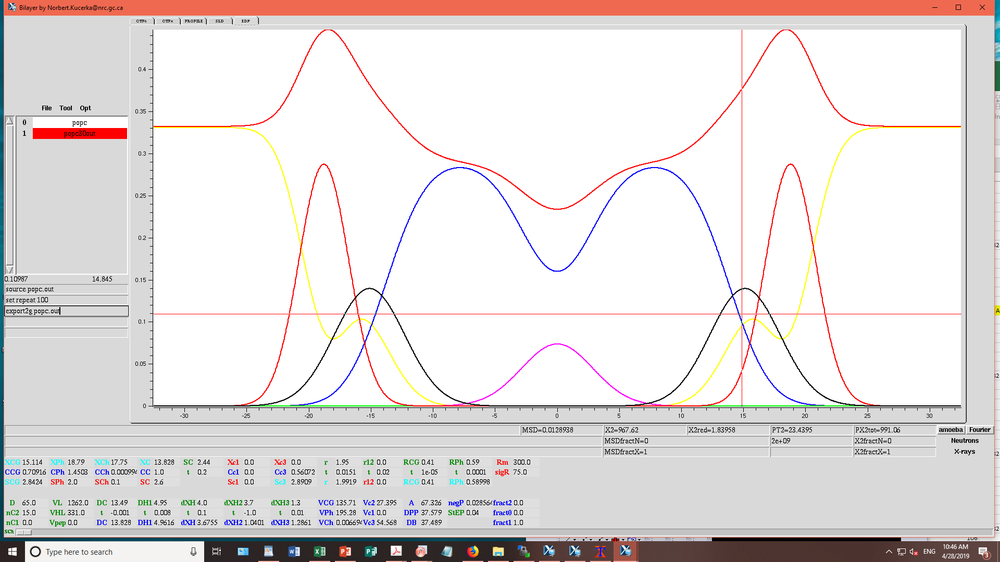 Bilayer by Norbert.Kucerka@nrc.gc.ca
CTFn CTFx PROFILE SLD EDP
File Tool Opt
0 popc
1 popc30out
0.10987 14.845
source popc.out
set repeat 100
export2g popc.out
0.4
0.35
0.3
0.25
0.2
0.15
0.1
0.05
0
-30 -25 -20 -15 -10 -5 0 5 10 15 20 25 30
MSD=0.0128938 X2=967.62 X2red=1.83958 PT2=23.4395 PX2tot=991.06 amoeba Fourier
MSDfractN=0 2e+09 X2fractN=0 Neutrons
MSDfractX=1 X2fractX=1 X-rays
XCG 15.114 XPh 18.79 XCh 17.75 XC 13.828 SC 2.44 Xc1 0.0 Xc3 0.0 r 1.95 r12 0.0 RCG 0.41 RPh 0.59 Rm 300.0
CCG 0.70916 CPh 1.4503 CCh 0.000994 CC 1.0 t 0.2 Cc1 0.0 Cc3 0.56072 t 0.0151 t 0.02 t 1e-05 t 0.0001 sigR 75.0
SCG 2.8424 SPh 2.0 SCh 0.1 SC 2.6 Sc1 0.0 Sc3 2.8909 r 1.9919 r12 0.0 RCG 0.41 RPh 0.58998
D 65.0 VL 1262.0 DC 13.49 DH1 4.95 dXH 4.0 dXH2 3.7 dXH3 1.3 VCG 135.71 Vc2 27.395 A 67.326 negP 0.028564 fract2 0.0
nC2 15.0 VHL 331.0 t -0.001 t 0.008 t 0.1 t -1.0 t 0.01 VPh 195.28 Vc1 0.0 DPP 37.579 StEP 0.04 fract0 0.0
nC1 0.0 Vpep 0.0 DC 13.828 DH1 4.9616 dXH 3.6755 dXH2 1.0401 dXH3 1.2861 VCh 0.006694 Vc3 54.568 DB 37.489 fract1 1.0
SCh
Type here to search
ENG
10:46 AM
4/28/2019
3